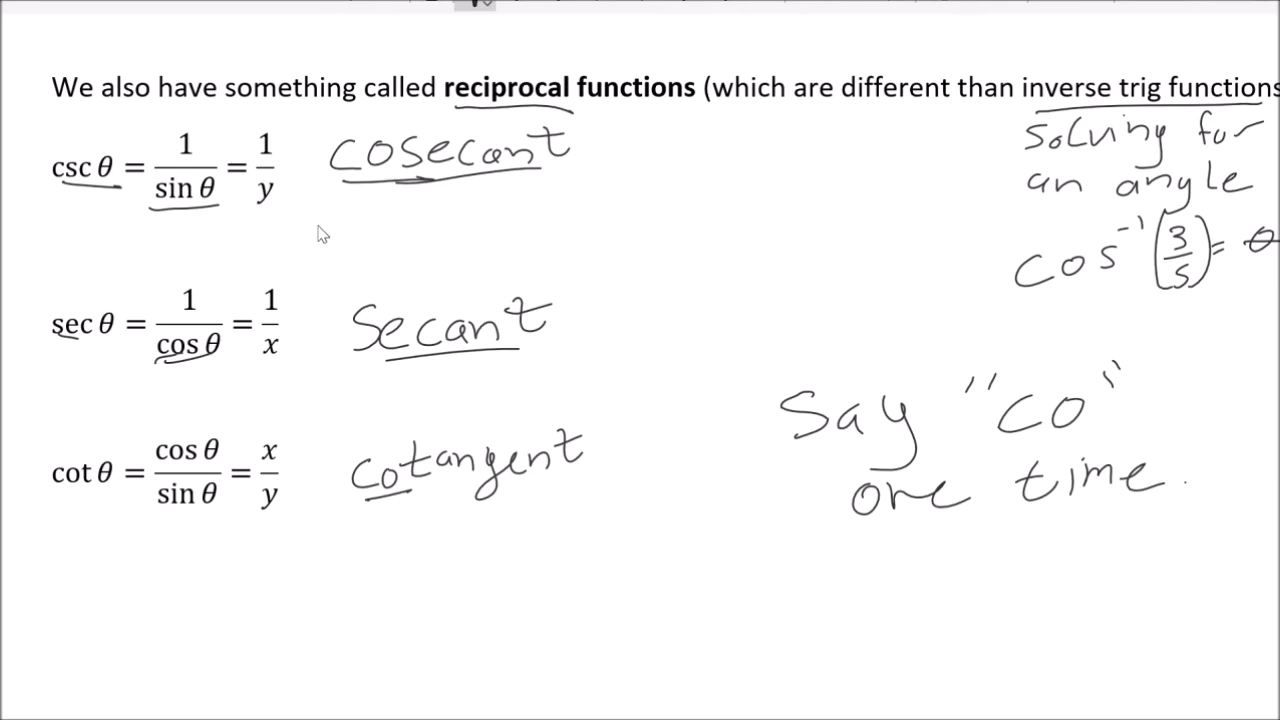 We also have something called reciprocal functions (which are different than inverse trig functions
csc θ = 1/sin θ = 1/y cosecant
solving for
an angle
cos⁻¹(3/5) = θ
sec θ = 1/cos θ = 1/x Secant
Say "co"
one time.
cot θ = cos θ/sin θ = x/y cotangent